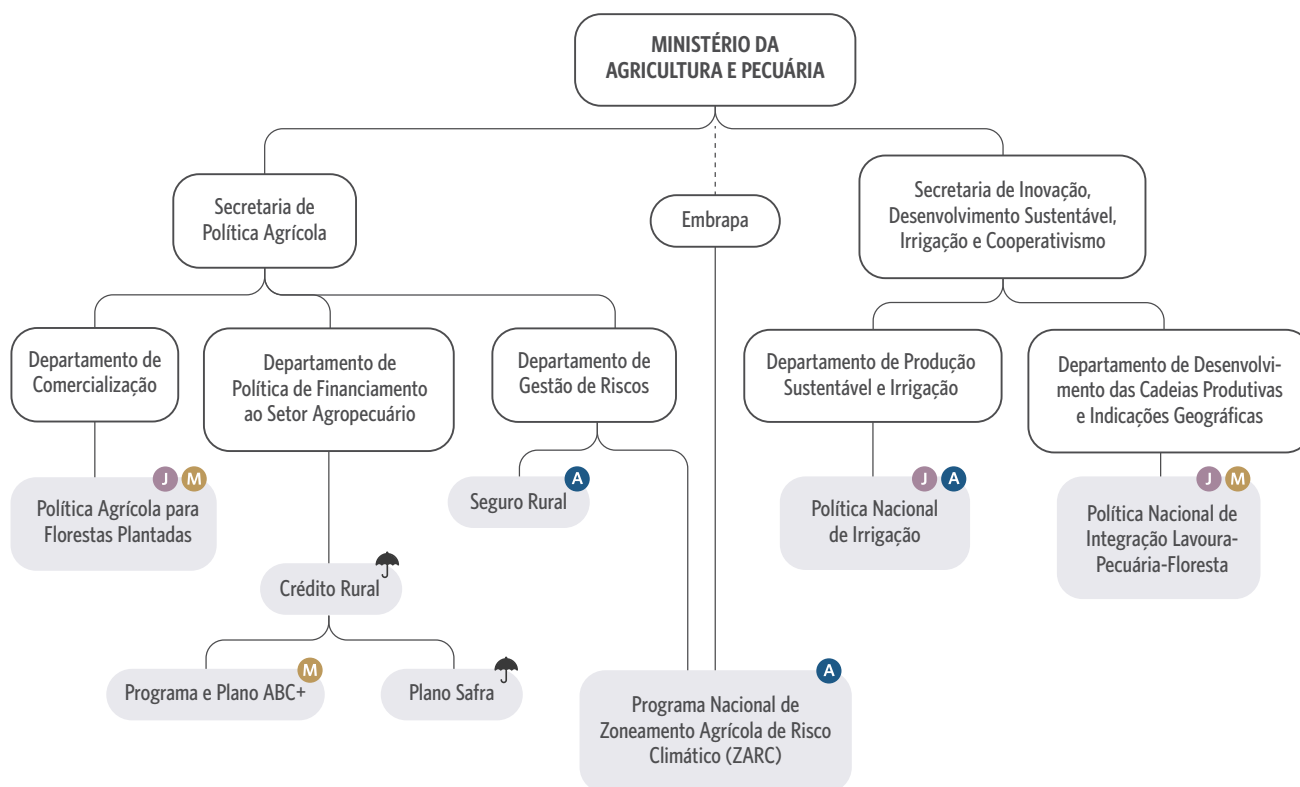 MINISTÉRIO DA
AGRICULTURA E PECUÁRIA
Secretaria de
Política Agrícola
Embrapa
Secretaria de Inovação,
Desenvolvimento Sustentável,
Irrigação e Cooperativismo
Departamento de
Comercialização
Departamento de
Política de Financiamento
ao Setor Agropecuário
Departamento de
Gestão de Riscos
Departamento de Produção
Sustentável e Irrigação
Departamento de Desenvolvi-
mento das Cadeias Produtivas
e Indicações Geográficas
J M
Política Agrícola para
Florestas Plantadas
A
Seguro Rural
J A
Política Nacional
de Irrigação
J M
Política Nacional de
Integração Lavoura-
Pecuária-Floresta
Crédito Rural
M
Programa e Plano ABC+
Plano Safra
A
Programa Nacional de
Zoneamento Agrícola de Risco
Climático (ZARC)